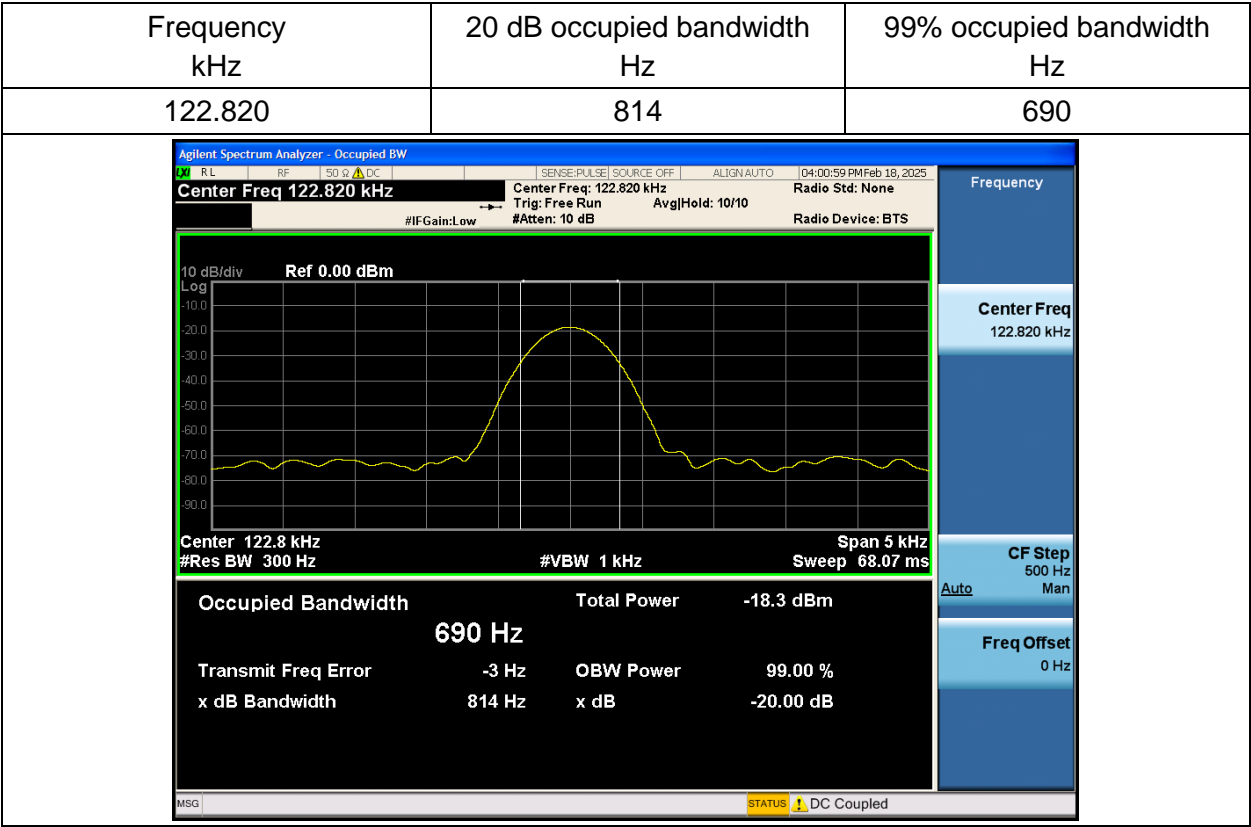 Frequency
kHz
20 dB occupied bandwidth
Hz
99% occupied bandwidth
Hz
122.820
814
690
Agilent Spectrum Analyzer - Occupied BW
LXI RL RF 50 Ω DC SENSE:PULSE SOURCE OFF ALIGN AUTO 04:00:59 PM Feb 18, 2025
Center Freq 122.820 kHz
Center Freq: 122.820 kHz
Radio Std: None
Trig: Free Run
Avg|Hold: 10/10
#IFGain:Low
#Atten: 10 dB
Radio Device: BTS
10 dB/div
Ref 0.00 dBm
Log
-10.0
-20.0
-30.0
-40.0
-50.0
-60.0
-70.0
-80.0
-90.0
Center 122.8 kHz
Span 5 kHz
#Res BW 300 Hz
#VBW 1 kHz
Sweep 68.07 ms
Occupied Bandwidth
690 Hz
Total Power -18.3 dBm
Transmit Freq Error -3 Hz
OBW Power 99.00 %
x dB Bandwidth 814 Hz
x dB -20.00 dB
Frequency
Center Freq
122.820 kHz
CF Step
500 Hz
Auto Man
Freq Offset
0 Hz
MSG
STATUS
DC Coupled